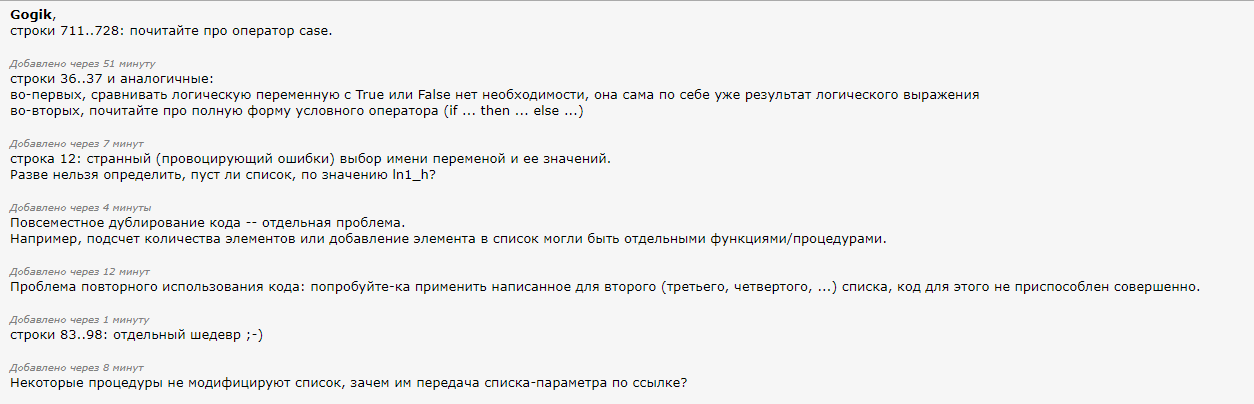 Gogik,
строки 711..728: почитайте про оператор case.
Добавлено через 51 минуту
строки 36..37 и аналогичные:
во-первых, сравнивать логическую переменную с True или False нет необходимости, она сама по себе уже результат логического выражения
во-вторых, почитайте про полную форму условного оператора (if ... then ... else ...)
Добавлено через 7 минут
строка 12: странный (провоцирующий ошибки) выбор имени переменой и ее значений.
Разве нельзя определить, пуст ли список, по значению ln1_h?
Добавлено через 4 минуты
Повсеместное дублирование кода -- отдельная проблема.
Например, подсчет количества элементов или добавление элемента в список могли быть отдельными функциями/процедурами.
Добавлено через 12 минут
Проблема повторного использования кода: попробуйте-ка применить написанное для второго (третьего, четвертого, ...) списка, код для этого не приспособлен совершенно.
Добавлено через 1 минуту
строки 83..98: отдельный шедевр ;-)
Добавлено через 8 минут
Некоторые процедуры не модифицируют список, зачем им передача списка-параметра по ссылке?